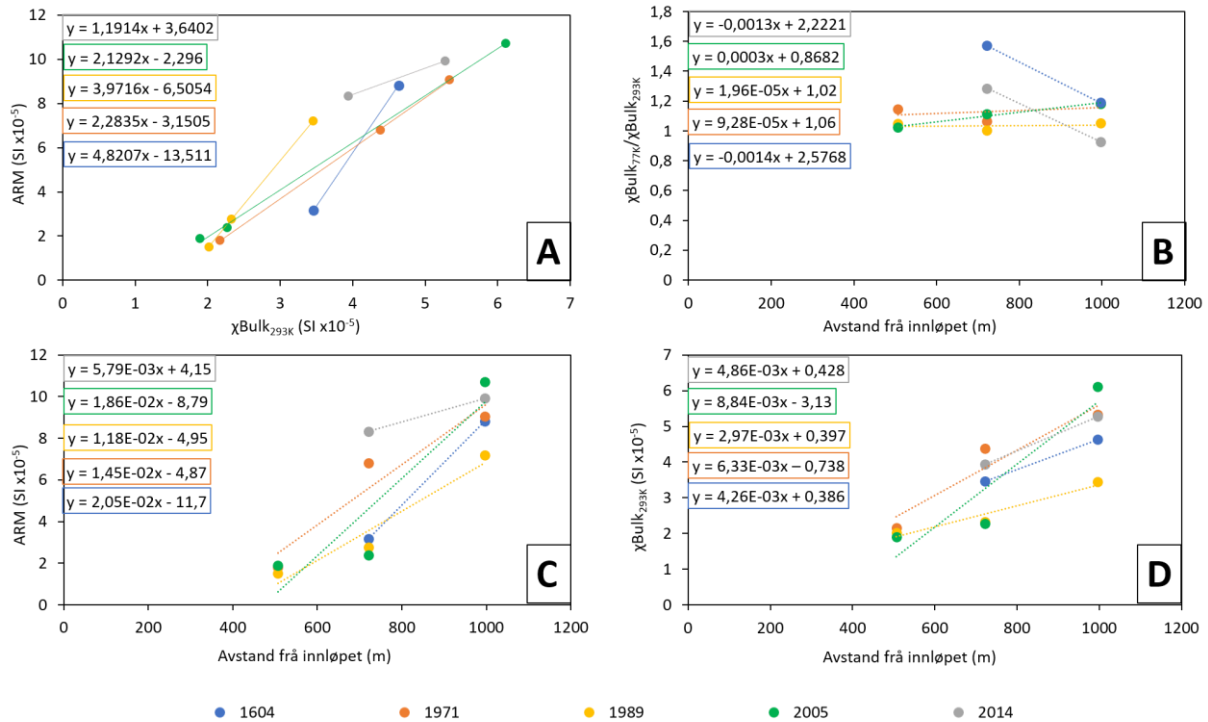 y = 1,1914x + 3,6402
y = 2,1292x - 2,296
y = 3,9716x - 6,5054
y = 2,2835x - 3,1505
y = 4,8207x - 13,511
ARM (SI x10⁻⁵)
12
10
8
6
4
2
0
0 1 2 3 4 5 6 7
χBulk₂₉₃K (SI x10⁻⁵)
A
y = -0,0013x + 2,2221
y = 0,0003x + 0,8682
y = 1,96E-05x + 1,02
y = 9,28E-05x + 1,06
y = -0,0014x + 2,5768
χBulk₇₇K/χBulk₂₉₃K
1,8
1,6
1,4
1,2
1
0,8
0,6
0,4
0,2
0
0 200 400 600 800 1000 1200
Avstand frå innløpet (m)
B
y = 5,79E-03x + 4,15
y = 1,86E-02x - 8,79
y = 1,18E-02x - 4,95
y = 1,45E-02x - 4,87
y = 2,05E-02x - 11,7
ARM (SI x10⁻⁵)
12
10
8
6
4
2
0
0 200 400 600 800 1000 1200
Avstand frå innløpet (m)
C
y = 4,86E-03x + 0,428
y = 8,84E-03x - 3,13
y = 2,97E-03x + 0,397
y = 6,33E-03x – 0,738
y = 4,26E-03x + 0,386
χBulk₂₉₃K (SI x10⁻⁵)
7
6
5
4
3
2
1
0
0 200 400 600 800 1000 1200
Avstand frå innløpet (m)
D
1604 1971 1989 2005 2014